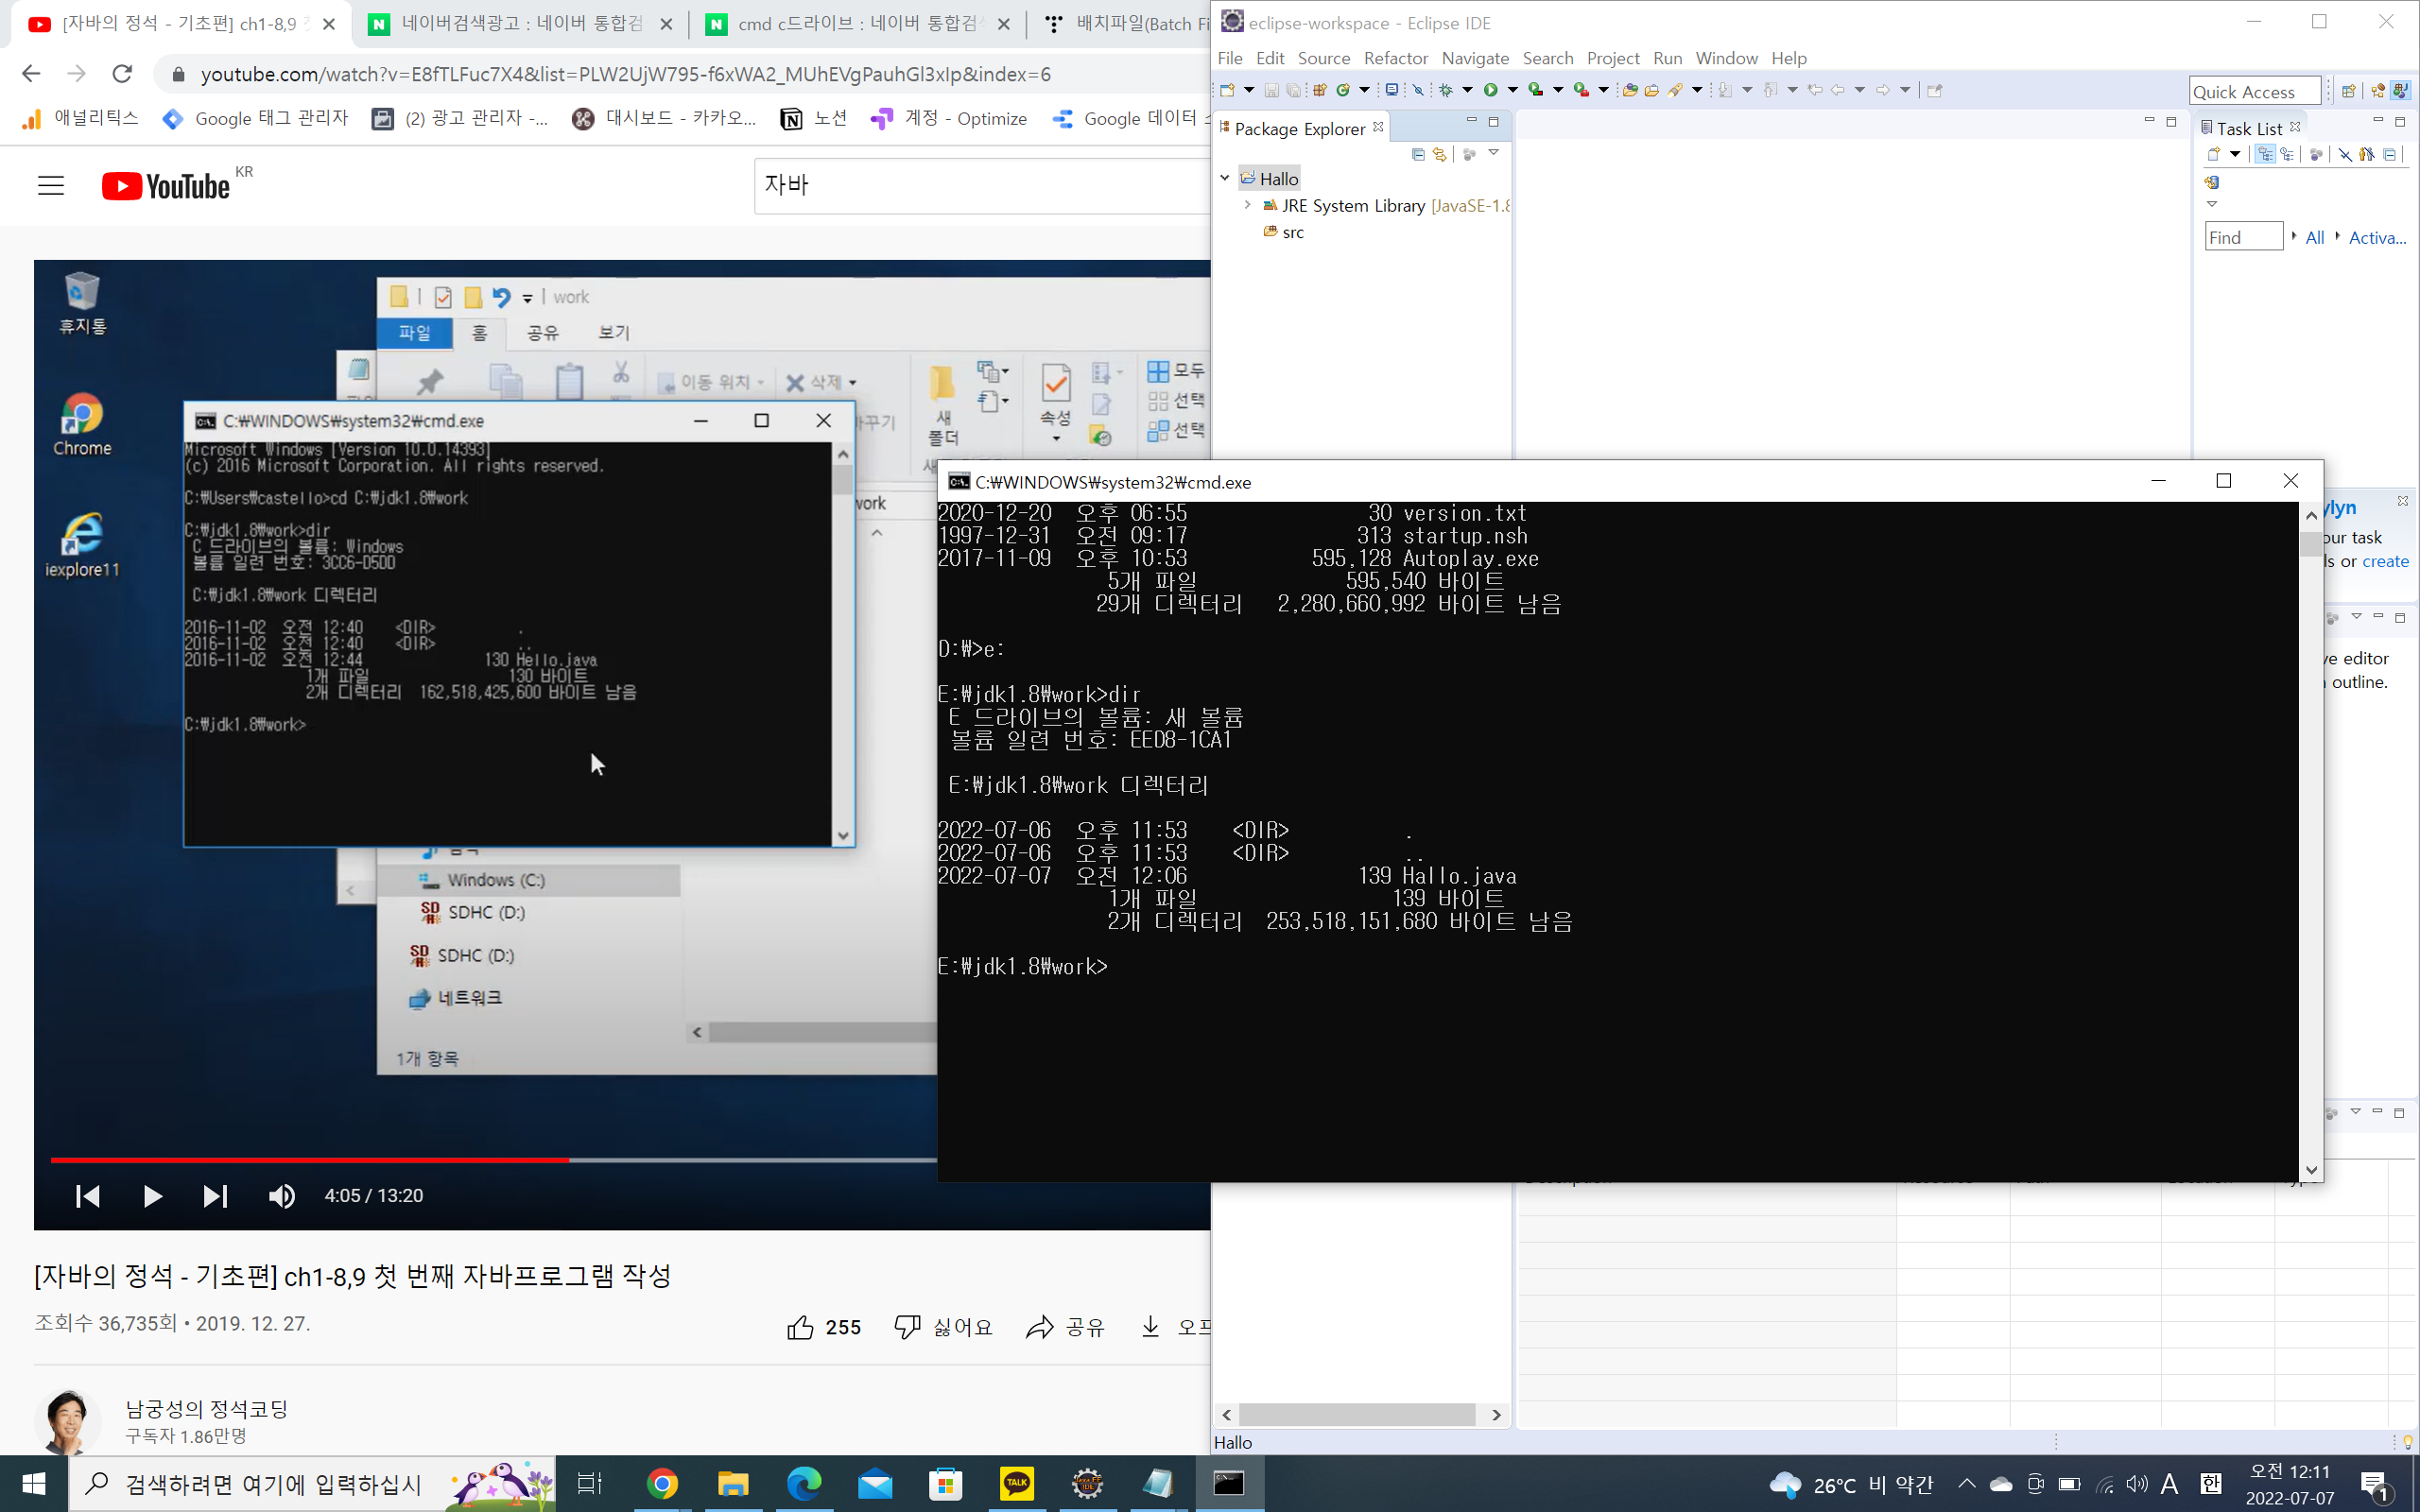 [자바의 정석 - 기초편] ch1-8,9
네이버검색광고 : 네이버 통합검
cmd c드라이브 : 네이버 통합검
배치파일(Batch Fi
youtube.com/watch?v=E8fTLFuc7X4&list=PLW2UjW795-f6xWA2_MUhEVgPauhGl3xIp&index=6
애널리틱스
Google 태그 관리자
(2) 광고 관리자 -...
대시보드 - 카카오...
노션
계정 - Optimize
Google 데이터
YouTube KR
자바
휴지통
Chrome
iexplore11
work
파일 홈 공유 보기
이동 위치
삭제
새 폴더
속성
모두
선택
선택
work
C:₩WINDOWS₩system32₩cmd.exe
Microsoft Windows [Version 10.0.14393]
(c) 2016 Microsoft Corporation. All rights reserved.
C:₩Users₩castello>cd C:₩jdk1.8₩work
C:₩jdk1.8₩work>dir
C 드라이브의 볼륨: Windows
볼륨 일련 번호: 3CC6-D5DD
C:₩jdk1.8₩work 디렉터리
2016-11-02 오전 12:40 <DIR> .
2016-11-02 오전 12:40 <DIR> ..
2016-11-02 오전 12:44 130 Hello.java
1개 파일 130 바이트
2개 디렉터리 162,518,425,600 바이트 남음
C:₩jdk1.8₩work>
Windows (C:)
SDHC (D:)
SDHC (D:)
네트워크
1개 항목
4:05 / 13:20
[자바의 정석 - 기초편] ch1-8,9 첫 번째 자바프로그램 작성
조회수 36,735회 • 2019. 12. 27.
255
싫어요
공유
오프
남궁성의 정석코딩
구독자 1.86만명
eclipse-workspace - Eclipse IDE
File Edit Source Refactor Navigate Search Project Run Window Help
Quick Access
Package Explorer
Hallo
JRE System Library [JavaSE-1.8
src
Task List
Find
All
Activa...
ylyn
our task
ls or create
ve editor
outline.
C:₩WINDOWS₩system32₩cmd.exe
2020-12-20 오후 06:55 30 version.txt
1997-12-31 오전 09:17 313 startup.nsh
2017-11-09 오후 10:53 595,128 Autoplay.exe
5개 파일 595,540 바이트
29개 디렉터리 2,280,660,992 바이트 남음
D:₩>e:
E:₩jdk1.8₩work>dir
E 드라이브의 볼륨: 새 볼륨
볼륨 일련 번호: EED8-1CA1
E:₩jdk1.8₩work 디렉터리
2022-07-06 오후 11:53 <DIR> .
2022-07-06 오후 11:53 <DIR> ..
2022-07-07 오전 12:06 139 Hallo.java
1개 파일 139 바이트
2개 디렉터리 253,518,151,680 바이트 남음
E:₩jdk1.8₩work>
Hallo
검색하려면 여기에 입력하십시
26℃ 비 약간
A
한
오전 12:11
2022-07-07
1